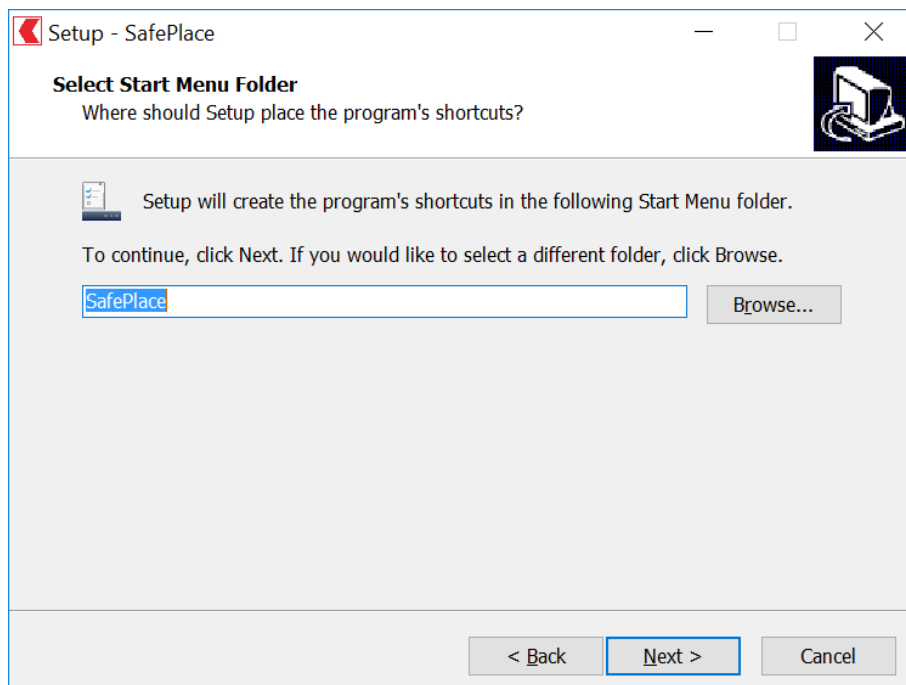 Setup - SafePlace
Select Start Menu Folder
Where should Setup place the program's shortcuts?
Setup will create the program's shortcuts in the following Start Menu folder.
To continue, click Next. If you would like to select a different folder, click Browse.
SafePlace
Browse...
< Back
Next >
Cancel